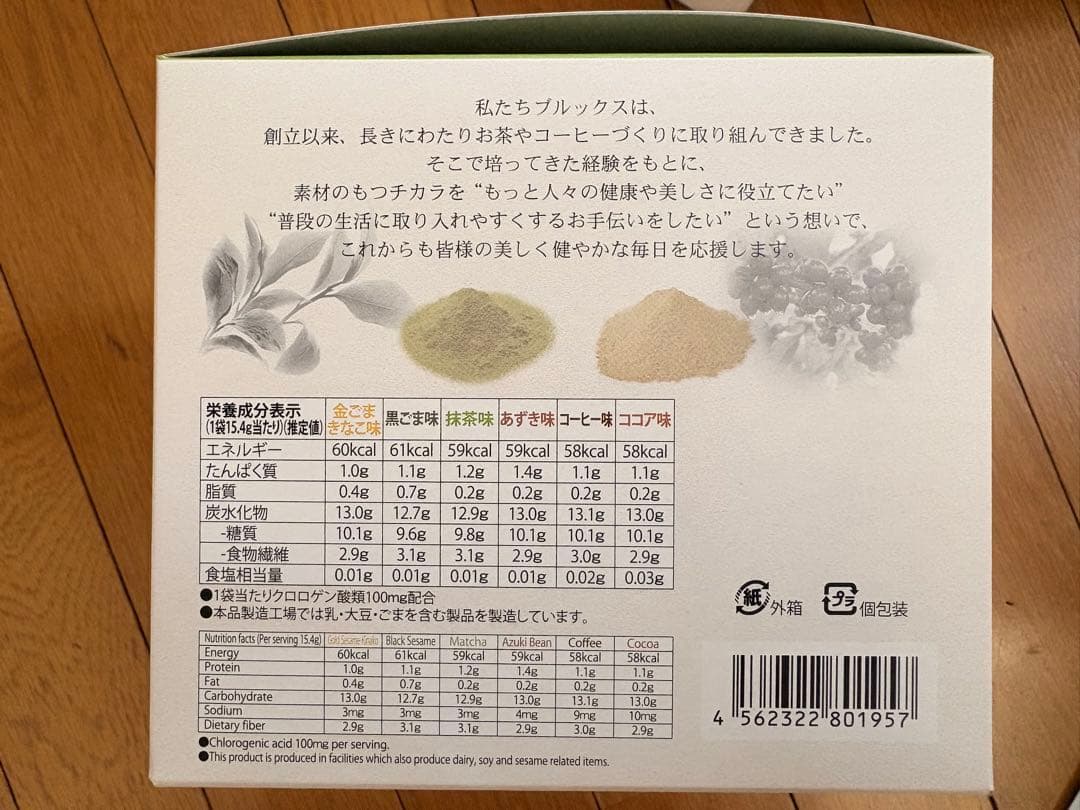 私たちブルックスは、
創立以来、長きにわたりお茶やコーヒーづくりに取り組んできました。
そこで培ってきた経験をもとに、
素材のもつチカラを“もっと人々の健康や美しさに役立てたい”
“普段の生活に取り入れやすくするお手伝いをしたい” という想いで、
これからも皆様の美しく健やかな毎日を応援します。
栄養成分表示 (1袋15.4g当たり)(推定値) 金ごまきなこ味 黒ごま味 抹茶味 あずき味 コーヒー味 ココア味
エネルギー 60kcal 61kcal 59kcal 59kcal 58kcal 58kcal
たんぱく質 1.0g 1.1g 1.2g 1.4g 1.1g 1.1g
脂質 0.4g 0.7g 0.2g 0.2g 0.2g 0.2g
炭水化物 13.0g 12.7g 12.9g 13.0g 13.1g 13.0g
-糖質 10.1g 9.6g 9.8g 10.1g 10.1g 10.1g
-食物繊維 2.9g 3.1g 3.1g 2.9g 3.0g 2.9g
食塩相当量 0.01g 0.01g 0.01g 0.01g 0.02g 0.03g
●1袋当たりクロロゲン酸類100mg配合
●本品製造工場では乳・大豆・ごまを含む製品を製造しています。
Nutrition facts (Per serving 15.4g) Gold Sesame Kinako Black Sesame Matcha Azuki Bean Coffee Cocoa
Energy 60kcal 61kcal 59kcal 59kcal 58kcal 58kcal
Protein 1.0g 1.1g 1.2g 1.4g 1.1g 1.1g
Fat 0.4g 0.7g 0.2g 0.2g 0.2g 0.2g
Carbohydrate 13.0g 12.7g 12.9g 13.0g 13.1g 13.0g
Sodium 3mg 3mg 3mg 4mg 9mg 10mg
Dietary fiber 2.9g 3.1g 3.1g 2.9g 3.0g 2.9g
●Chlorogenic acid 100mg per serving.
●This product is produced in facilities which also produce dairy, soy and sesame related items.
紙 外箱 プラ 個包装
4 562322 801957